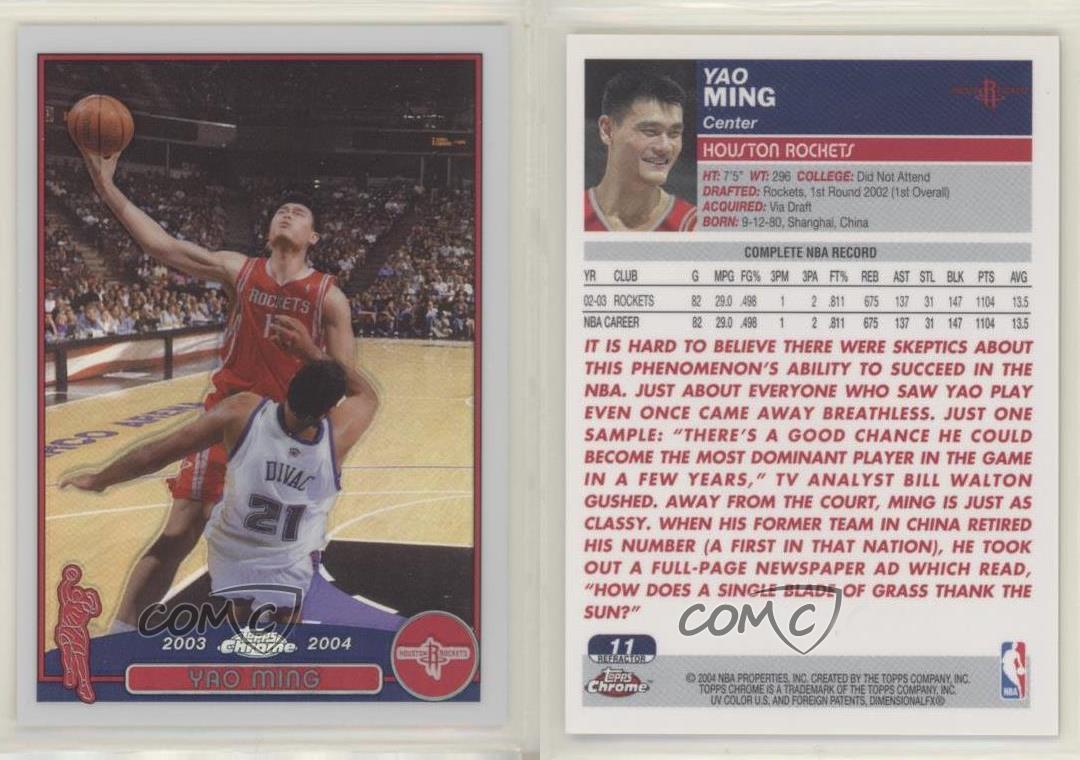 ROCKETS
DIVAC
21
ARCO ARENA
COMC
2003 Topps Chrome 2004
HOUSTON ROCKETS
YAO MING
YAO
MING
Center
HOUSTON ROCKETS
HOUSTON ROCKETS
HT: 7'5" WT: 296 COLLEGE: Did Not Attend
DRAFTED: Rockets, 1st Round 2002 (1st Overall)
ACQUIRED: Via Draft
BORN: 9-12-80, Shanghai, China
COMPLETE NBA RECORD
YR CLUB G MPG FG% 3PM 3PA FT% REB AST STL BLK PTS AVG
02-03 ROCKETS 82 29.0 .498 1 2 .811 675 137 31 147 1104 13.5
NBA CAREER 82 29.0 .498 1 2 .811 675 137 31 147 1104 13.5
IT IS HARD TO BELIEVE THERE WERE SKEPTICS ABOUT
THIS PHENOMENON'S ABILITY TO SUCCEED IN THE
NBA. JUST ABOUT EVERYONE WHO SAW YAO PLAY
EVEN ONCE CAME AWAY BREATHLESS. JUST ONE
SAMPLE: "THERE'S A GOOD CHANCE HE COULD
BECOME THE MOST DOMINANT PLAYER IN THE GAME
IN A FEW YEARS," TV ANALYST BILL WALTON
GUSHED. AWAY FROM THE COURT, MING IS JUST AS
CLASSY. WHEN HIS FORMER TEAM IN CHINA RETIRED
HIS NUMBER (A FIRST IN THAT NATION), HE TOOK
OUT A FULL-PAGE NEWSPAPER AD WHICH READ,
"HOW DOES A SINGLE BLADE OF GRASS THANK THE
SUN?"
COMC
11
REFRACTOR
Topps Chrome
© 2004 NBA PROPERTIES, INC. CREATED BY THE TOPPS COMPANY, INC.
TOPPS CHROME IS A TRADEMARK OF THE TOPPS COMPANY, INC.
UV COLOR U.S. AND FOREIGN PATENTS, DIMENSIONALFX®
NBA